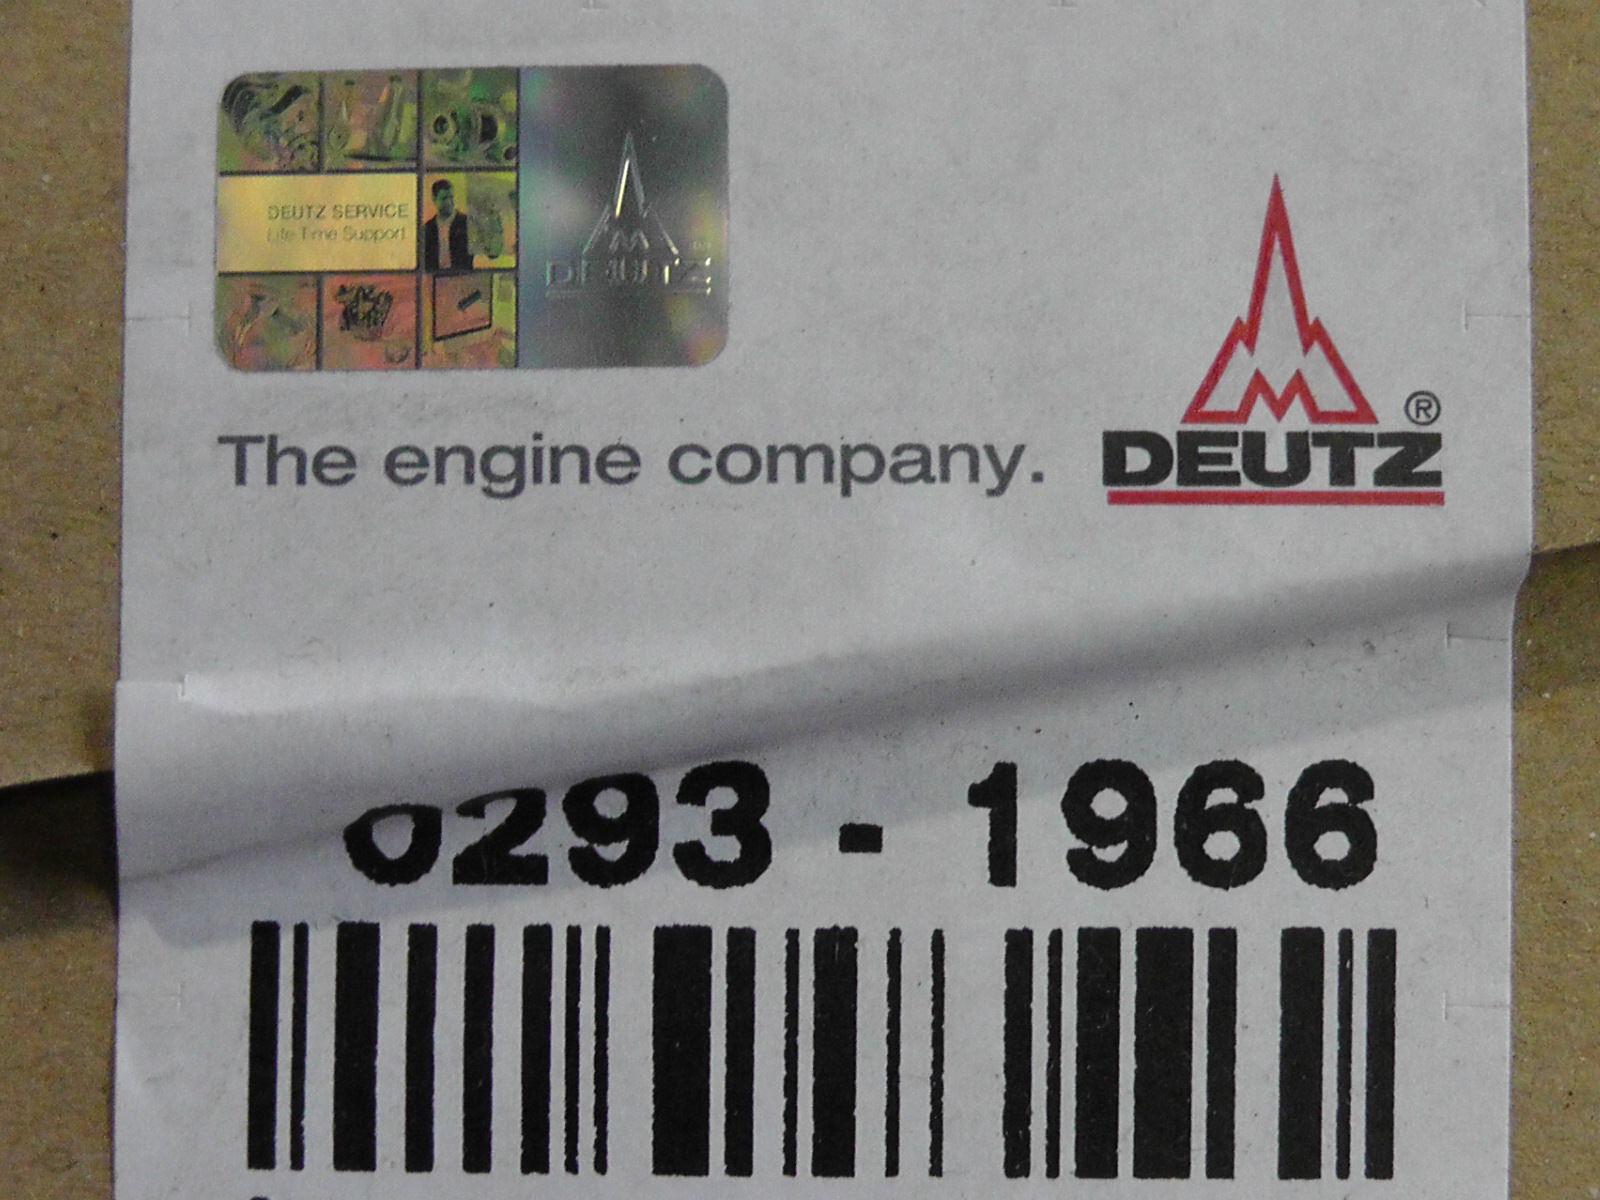 DEUTZ SERVICE
Life Time Support
DEUTZ
The engine company.
DEUTZ®
0293 - 1966